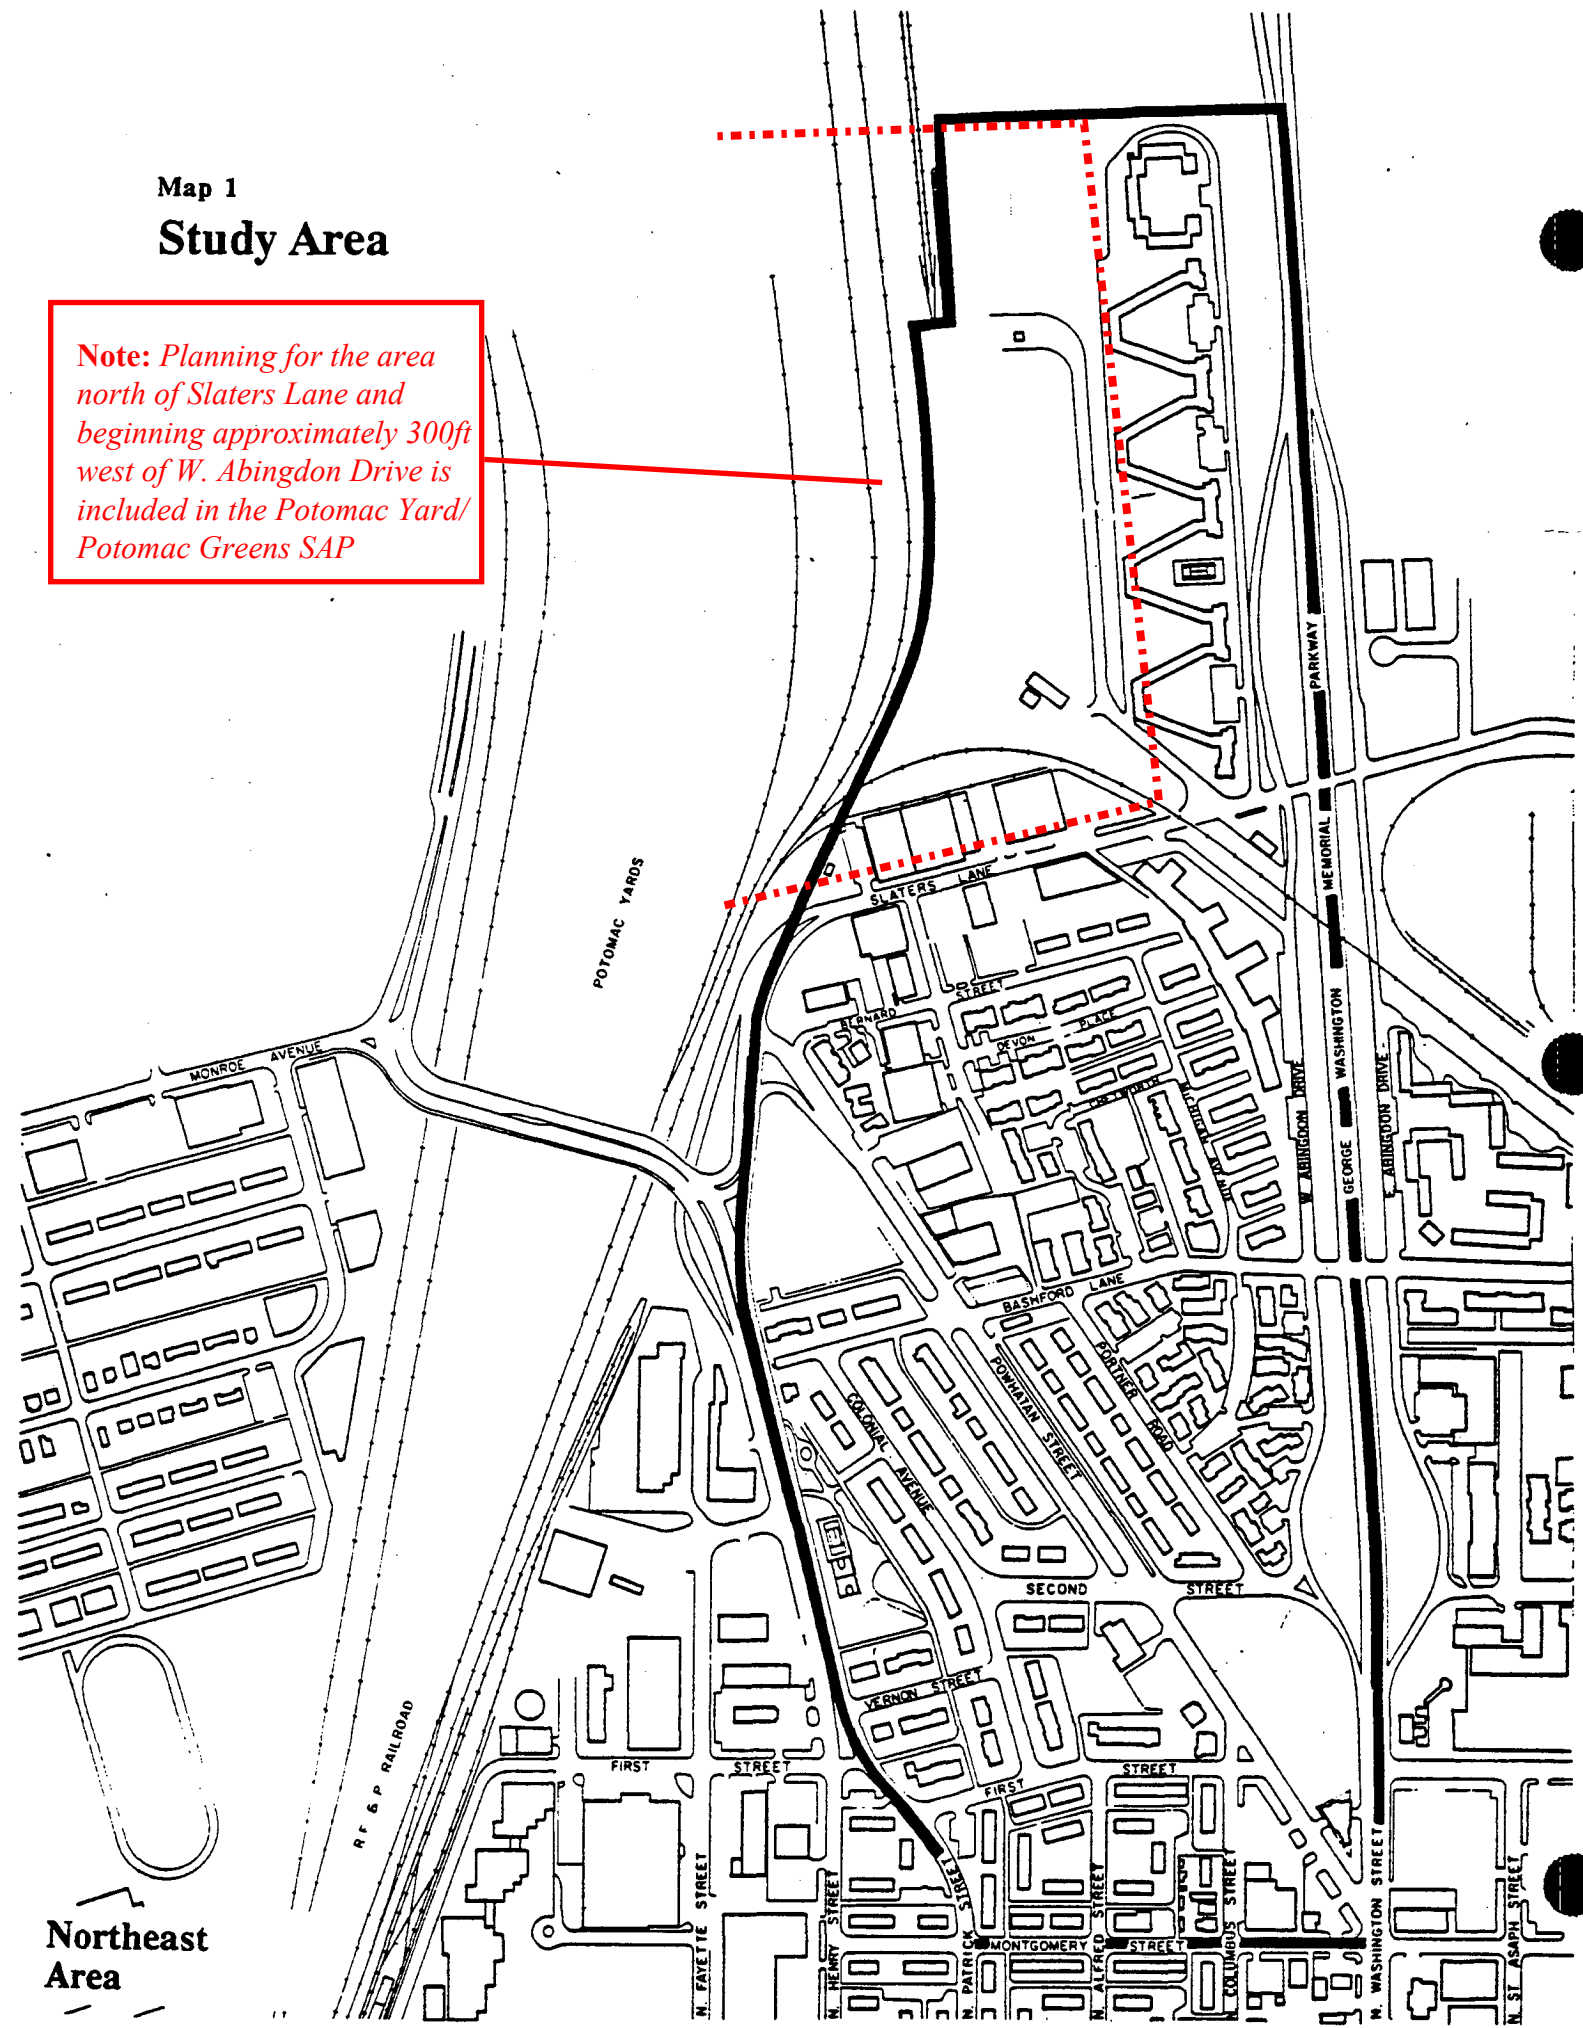 Map 1
Study Area
Note: Planning for the area
north of Slaters Lane and
beginning approximately 300ft
west of W. Abingdon Drive is
included in the Potomac Yard/
Potomac Greens SAP
PARKWAY
MEMORIAL
WASHINGTON
GEORGE
POTOMAC YARDS
SLATERS LANE
BERNARD STREET
DEVON PLACE
MICHIGAN AVENUE
W. ABINGDON DRIVE
E. ABINGDON DRIVE
MONROE AVENUE
BASHFORD LANE
PORTNER ROAD
POWHATAN STREET
COLONIAL AVENUE
SECOND STREET
VERNON STREET
FIRST STREET
FIRST STREET
R F & P RAILROAD
MONTGOMERY STREET
N. FAYETTE STREET
N. HENRY STREET
N. PATRICK STREET
N. ALFRED STREET
N. COLUMBUS STREET
N. WASHINGTON STREET
N. ST. ASAPH STREET
Northeast
Area